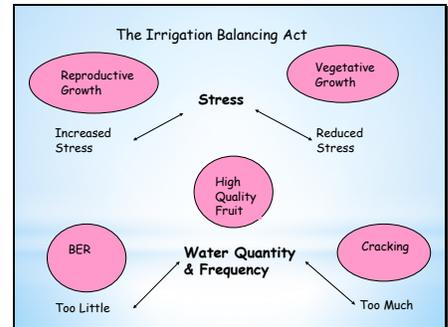 The Irrigation Balancing Act
Reproductive
Growth
Vegetative
Growth
Stress
Increased
Stress
Reduced
Stress
High
Quality
Fruit
BER
Water Quantity
& Frequency
Cracking
Too Little
Too Much